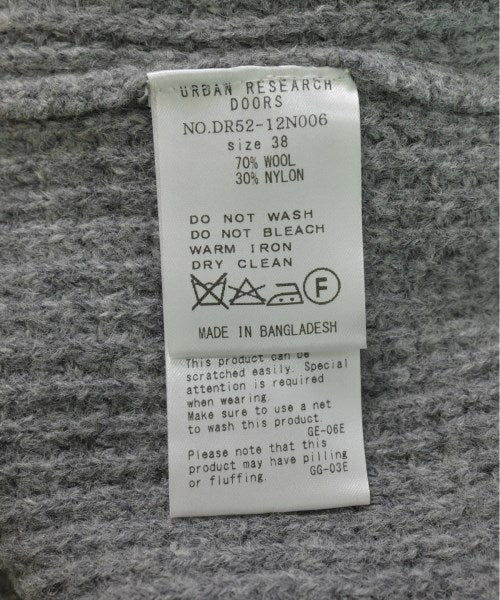 URBAN RESEARCH
DOORS
NO.DR52-12N006
size 38
70% WOOL
30% NYLON
DO NOT WASH
DO NOT BLEACH
WARM IRON
DRY CLEAN
F
MADE IN BANGLADESH
This product can be
scratched easily. Special
attention is required
when wearing.
Make sure to use a net
to wash this product.
GE-06E
Please note that this
product may have pilling
or fluffing.
GG-03E